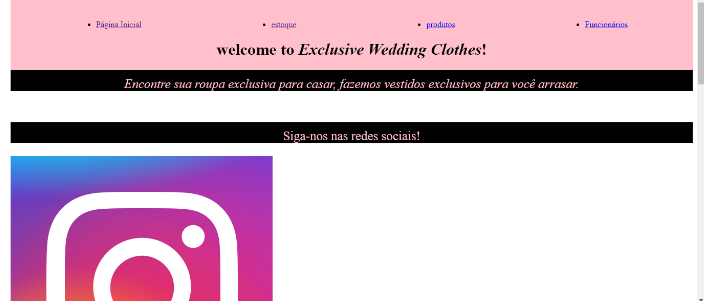 Página Inicial
estoque
produtos
Funcionários
welcome to Exclusive Wedding Clothes!
Encontre sua roupa exclusiva para casar, fazemos vestidos exclusivos para você arrasar.
Siga-nos nas redes sociais!